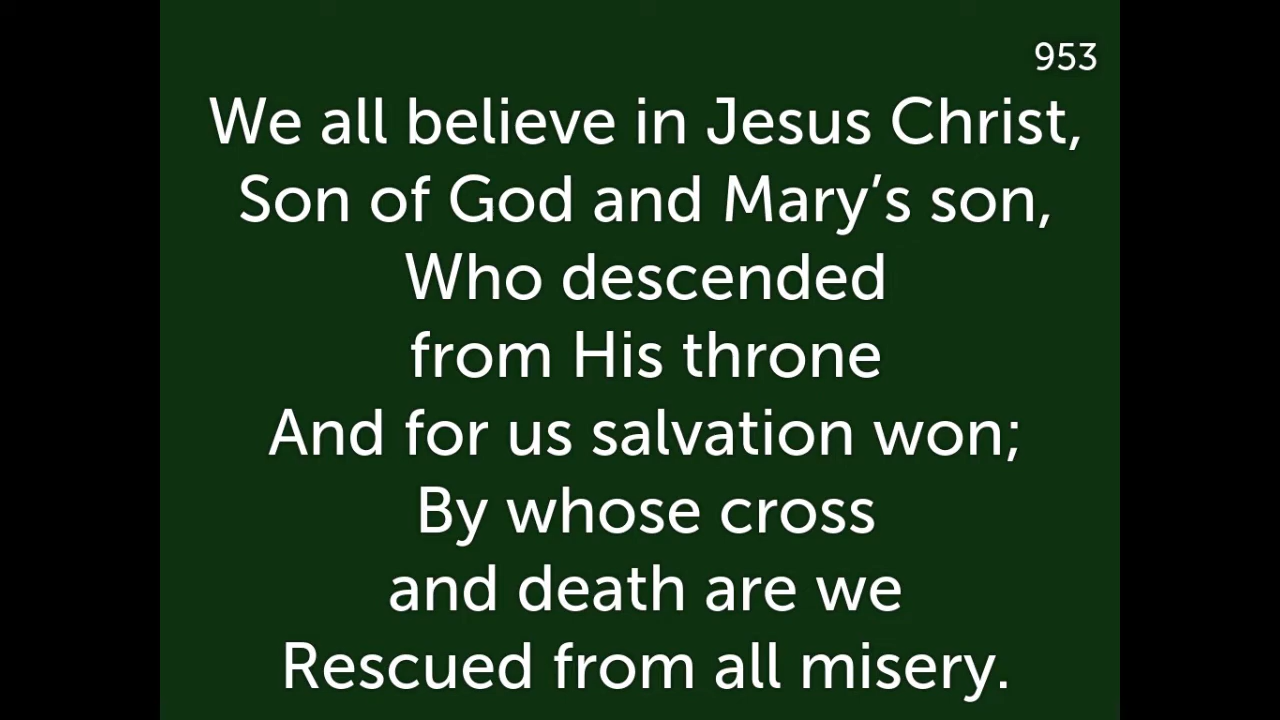 953
We all believe in Jesus Christ,
Son of God and Mary’s son,
Who descended
from His throne
And for us salvation won;
By whose cross
and death are we
Rescued from all misery.